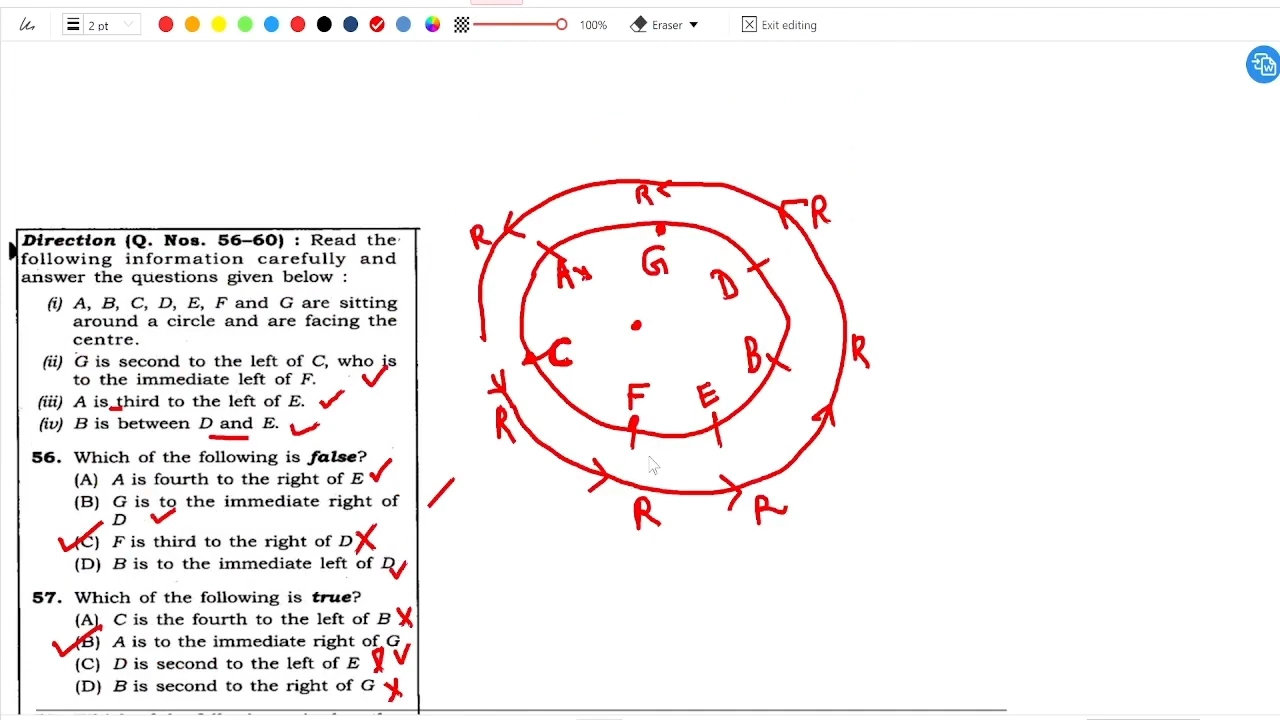 2 pt
100%
Eraser
Exit editing
Direction (Q. Nos. 56–60) : Read the
following information carefully and
answer the questions given below :
(i) A, B, C, D, E, F and G are sitting
around a circle and are facing the
centre.
(ii) G is second to the left of C, who is
to the immediate left of F.
(iii) A is third to the left of E.
(iv) B is between D and E.
56. Which of the following is false?
(A) A is fourth to the right of E
(B) G is to the immediate right of
D
(C) F is third to the right of D
(D) B is to the immediate left of D
57. Which of the following is true?
(A) C is the fourth to the left of B
(B) A is to the immediate right of G
(C) D is second to the left of E
(D) B is second to the right of G
R
R
R
R
A
G
D
C
B
R
F
E
R
R
R